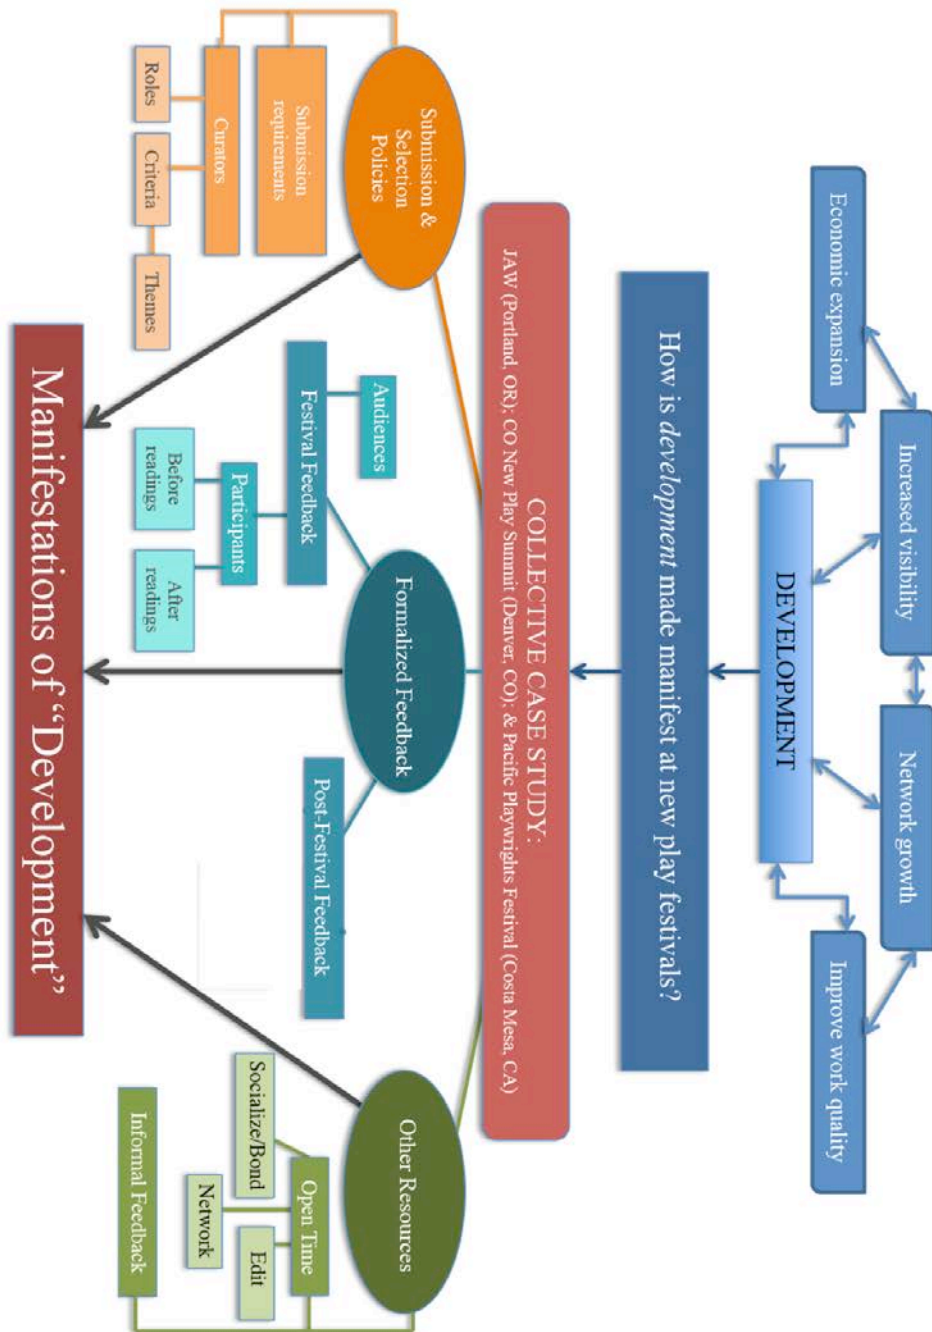 Economic expansion
Increased visibility
Network growth
Improve work quality
DEVELOPMENT
How is development made manifest at new play festivals?
COLLECTIVE CASE STUDY:
JAW (Portland, OR); CO New Play Summit (Denver, CO); & Pacific Playwrights Festival (Costa Mesa, CA)
Submission &
Selection
Policies
Submission
requirements
Curators
Roles
Criteria
Themes
Formalized Feedback
Festival Feedback
Audiences
Participants
Before
readings
After
readings
Post-Festival Feedback
Other Resources
Open Time
Socialize/Bond
Network
Edit
Informal Feedback
Manifestations of “Development”